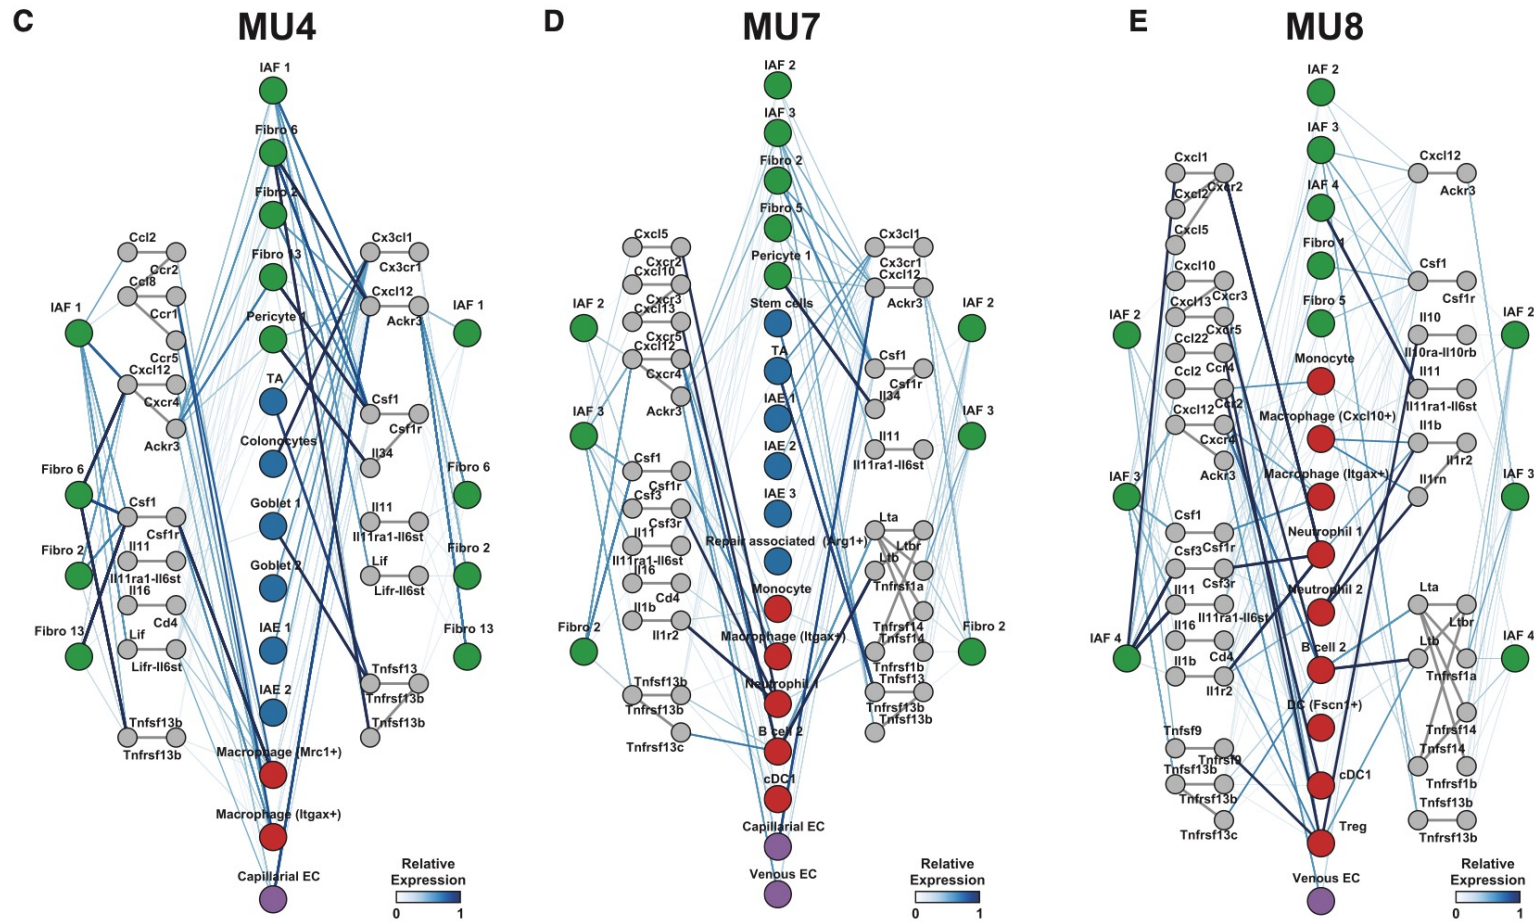 C
MU4
IAF 1
Fibro 6
Fibro 2
Fibro 13
Pericyte 1
TA
Colonocytes
Goblet 1
Goblet 2
IAE 1
IAE 2
Macrophage (Mrc1+)
Macrophage (Itgax+)
Capillarial EC
IAF 1
Fibro 6
Fibro 2
Fibro 13
Ccl2
Ccr2
Ccl8
Ccr1
Ccr5
Cxcl12
Cxcr4
Ackr3
Csf1
Csf1r
Il11
Il11ra1-Il6st
Il16
Cd4
Lif
Lifr-Il6st
Tnfsf13b
Tnfrsf13b
Cx3cl1
Cx3cr1
Cxcl12
Ackr3
Csf1
Csf1r
Il34
Il11
Il11ra1-Il6st
Lif
Lifr-Il6st
Tnfsf13
Tnfrsf13b
Tnfsf13b
IAF 1
Fibro 6
Fibro 2
Fibro 13
Relative
Expression
0 1
D
MU7
IAF 2
IAF 3
Fibro 2
Fibro 5
Pericyte 1
Stem cells
TA
IAE 1
IAE 2
IAE 3
Repair associated (Arg1+)
Monocyte
Macrophage (Itgax+)
Neutrophil 1
B cell 2
cDC1
Capillarial EC
Venous EC
IAF 2
IAF 3
Fibro 2
Cxcl5
Cxcr2
Cxcl10
Cxcr3
Cxcl13
Cxcr5
Cxcl12
Cxcr4
Ackr3
Csf1
Csf1r
Csf3
Csf3r
Il11
Il11ra1-Il6st
Il16
Cd4
Il1b
Il1r2
Tnfsf13b
Tnfrsf13b
Tnfrsf13c
Cx3cl1
Cx3cr1
Cxcl12
Ackr3
Csf1
Csf1r
Il34
Il11
Il11ra1-Il6st
Lta
Ltbr
Ltb
Tnfrsf1a
Tnfrsf14
Tnfsf14
Tnfrsf1b
Tnfsf13
Tnfrsf13b
Tnfsf13b
IAF 2
IAF 3
Fibro 2
Relative
Expression
0 1
E
MU8
IAF 2
IAF 3
IAF 4
Fibro 1
Fibro 5
Monocyte
Macrophage (Cxcl10+)
Macrophage (Itgax+)
Neutrophil 1
Neutrophil 2
B cell 2
DC (Fscn1+)
cDC1
Treg
Venous EC
IAF 2
IAF 3
IAF 4
Cxcl1
Cxcr2
Cxcl2
Cxcl5
Cxcl10
Cxcr3
Cxcl13
Cxcr5
Ccl22
Ccr4
Ccl2
Ccr2
Cxcl12
Cxcr4
Ackr3
Csf1
Csf1r
Csf3
Csf3r
Il11
Il11ra1-Il6st
Il16
Cd4
Il1b
Il1r2
Tnfsf9
Tnfrsf9
Tnfsf13b
Tnfrsf13b
Tnfrsf13c
Cxcl12
Ackr3
Csf1
Csf1r
Il10
Il10ra-Il10rb
Il11
Il11ra1-Il6st
Il1b
Il1r2
Il1rn
Lta
Ltbr
Ltb
Tnfrsf1a
Tnfrsf14
Tnfsf14
Tnfrsf1b
Tnfsf13b
Tnfrsf13b
IAF 2
IAF 3
IAF 4
Relative
Expression
0 1